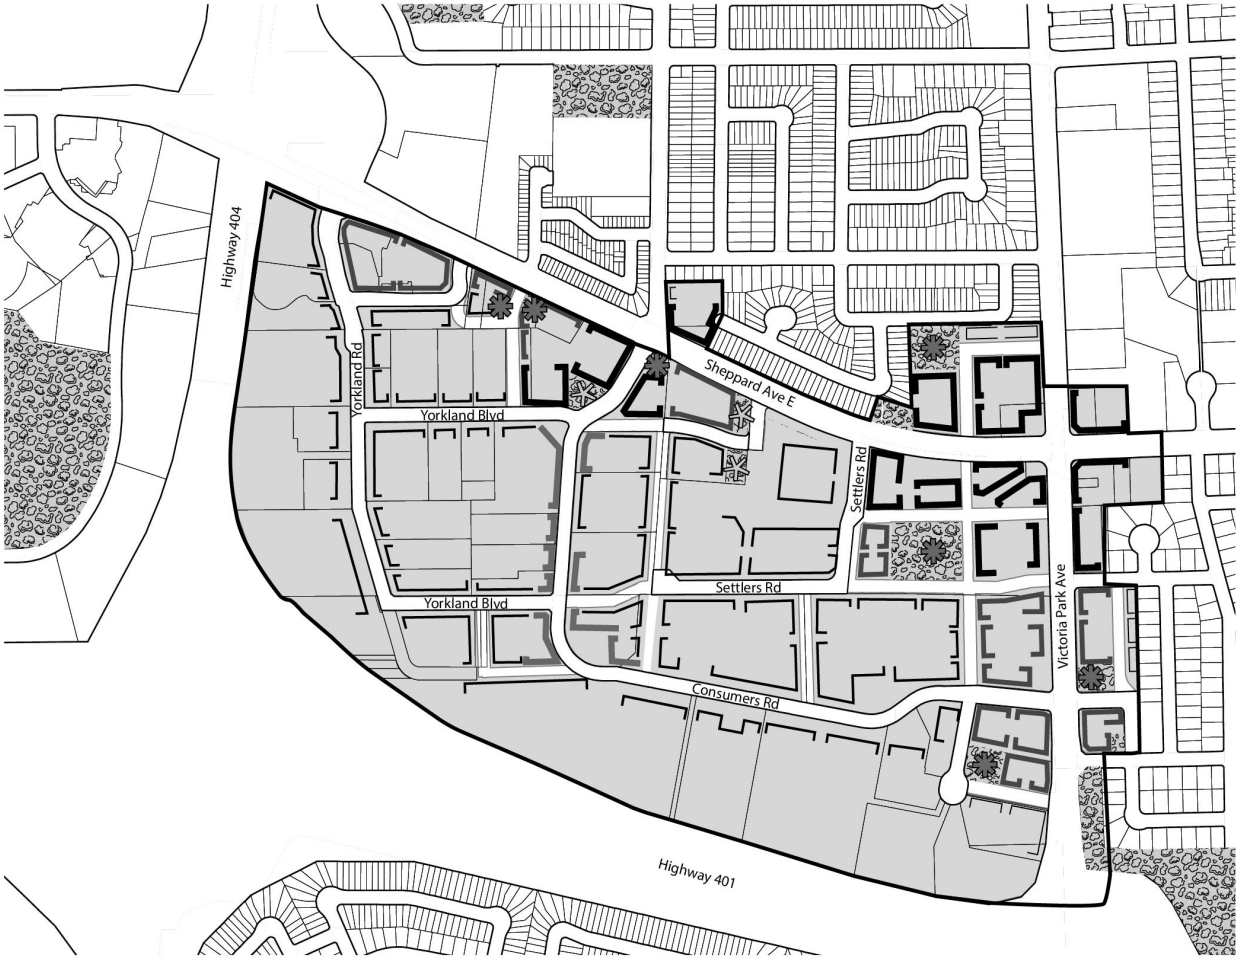 Highway 404
Yorkland Rd
Sheppard Ave E
Yorkland Blvd
Settlers Rd
Settlers Rd
Yorkland Blvd
Victoria Park Ave
Consumers Rd
Highway 401